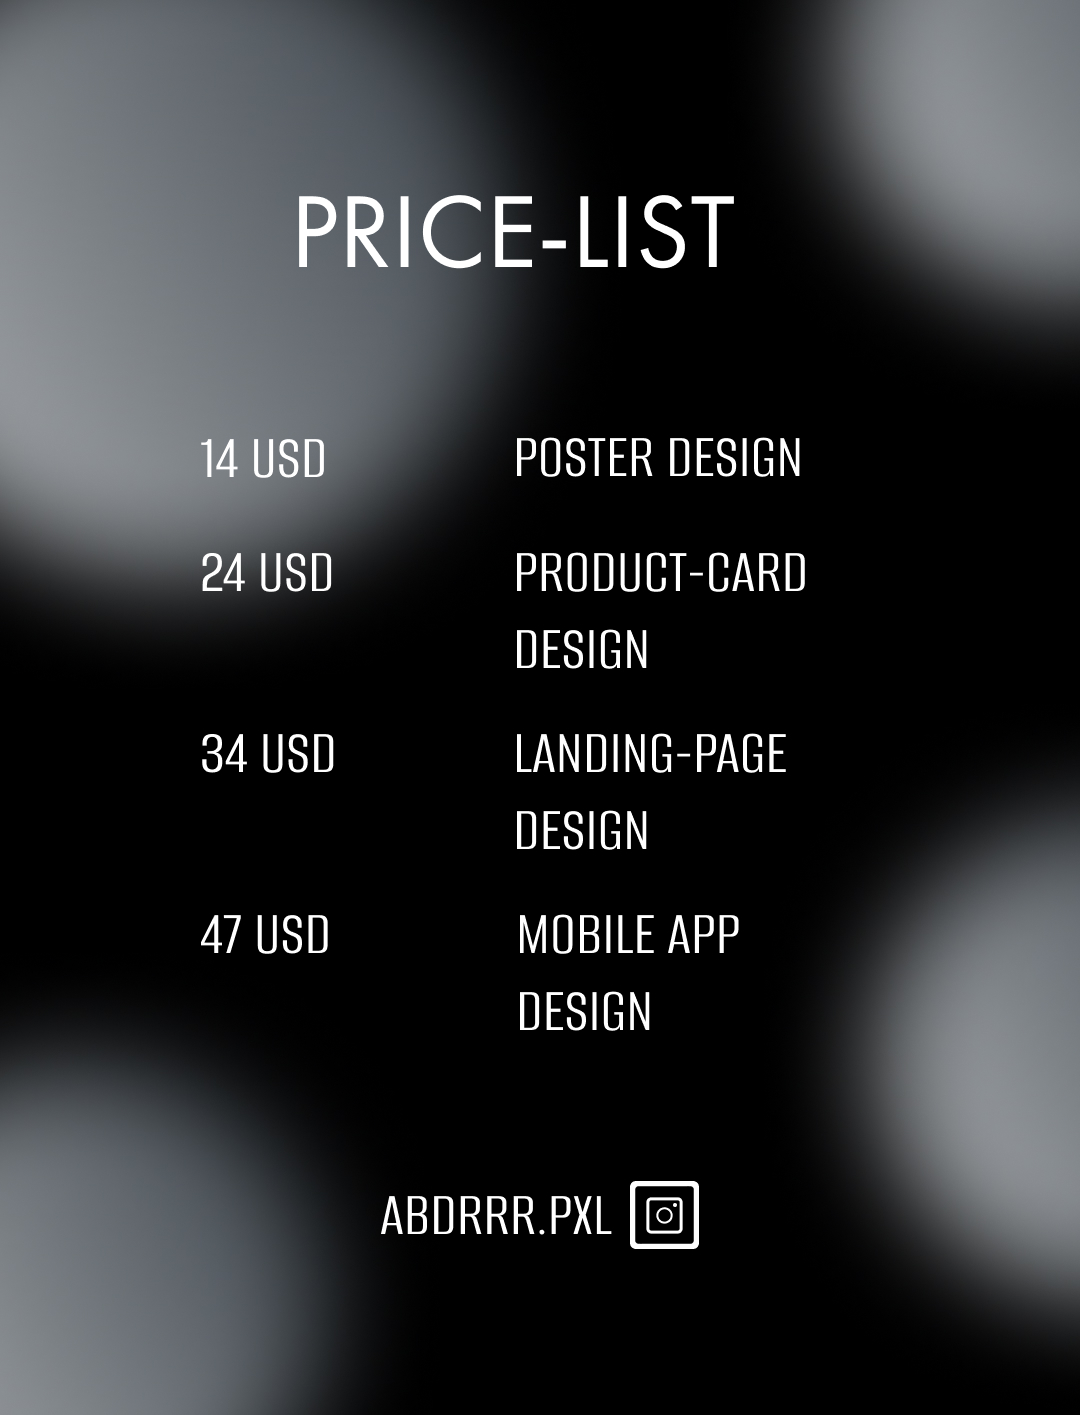 PRICE-LIST
14 USD POSTER DESIGN
24 USD PRODUCT-CARD
DESIGN
34 USD LANDING-PAGE
DESIGN
47 USD MOBILE APP
DESIGN
ABDRRR.PXL